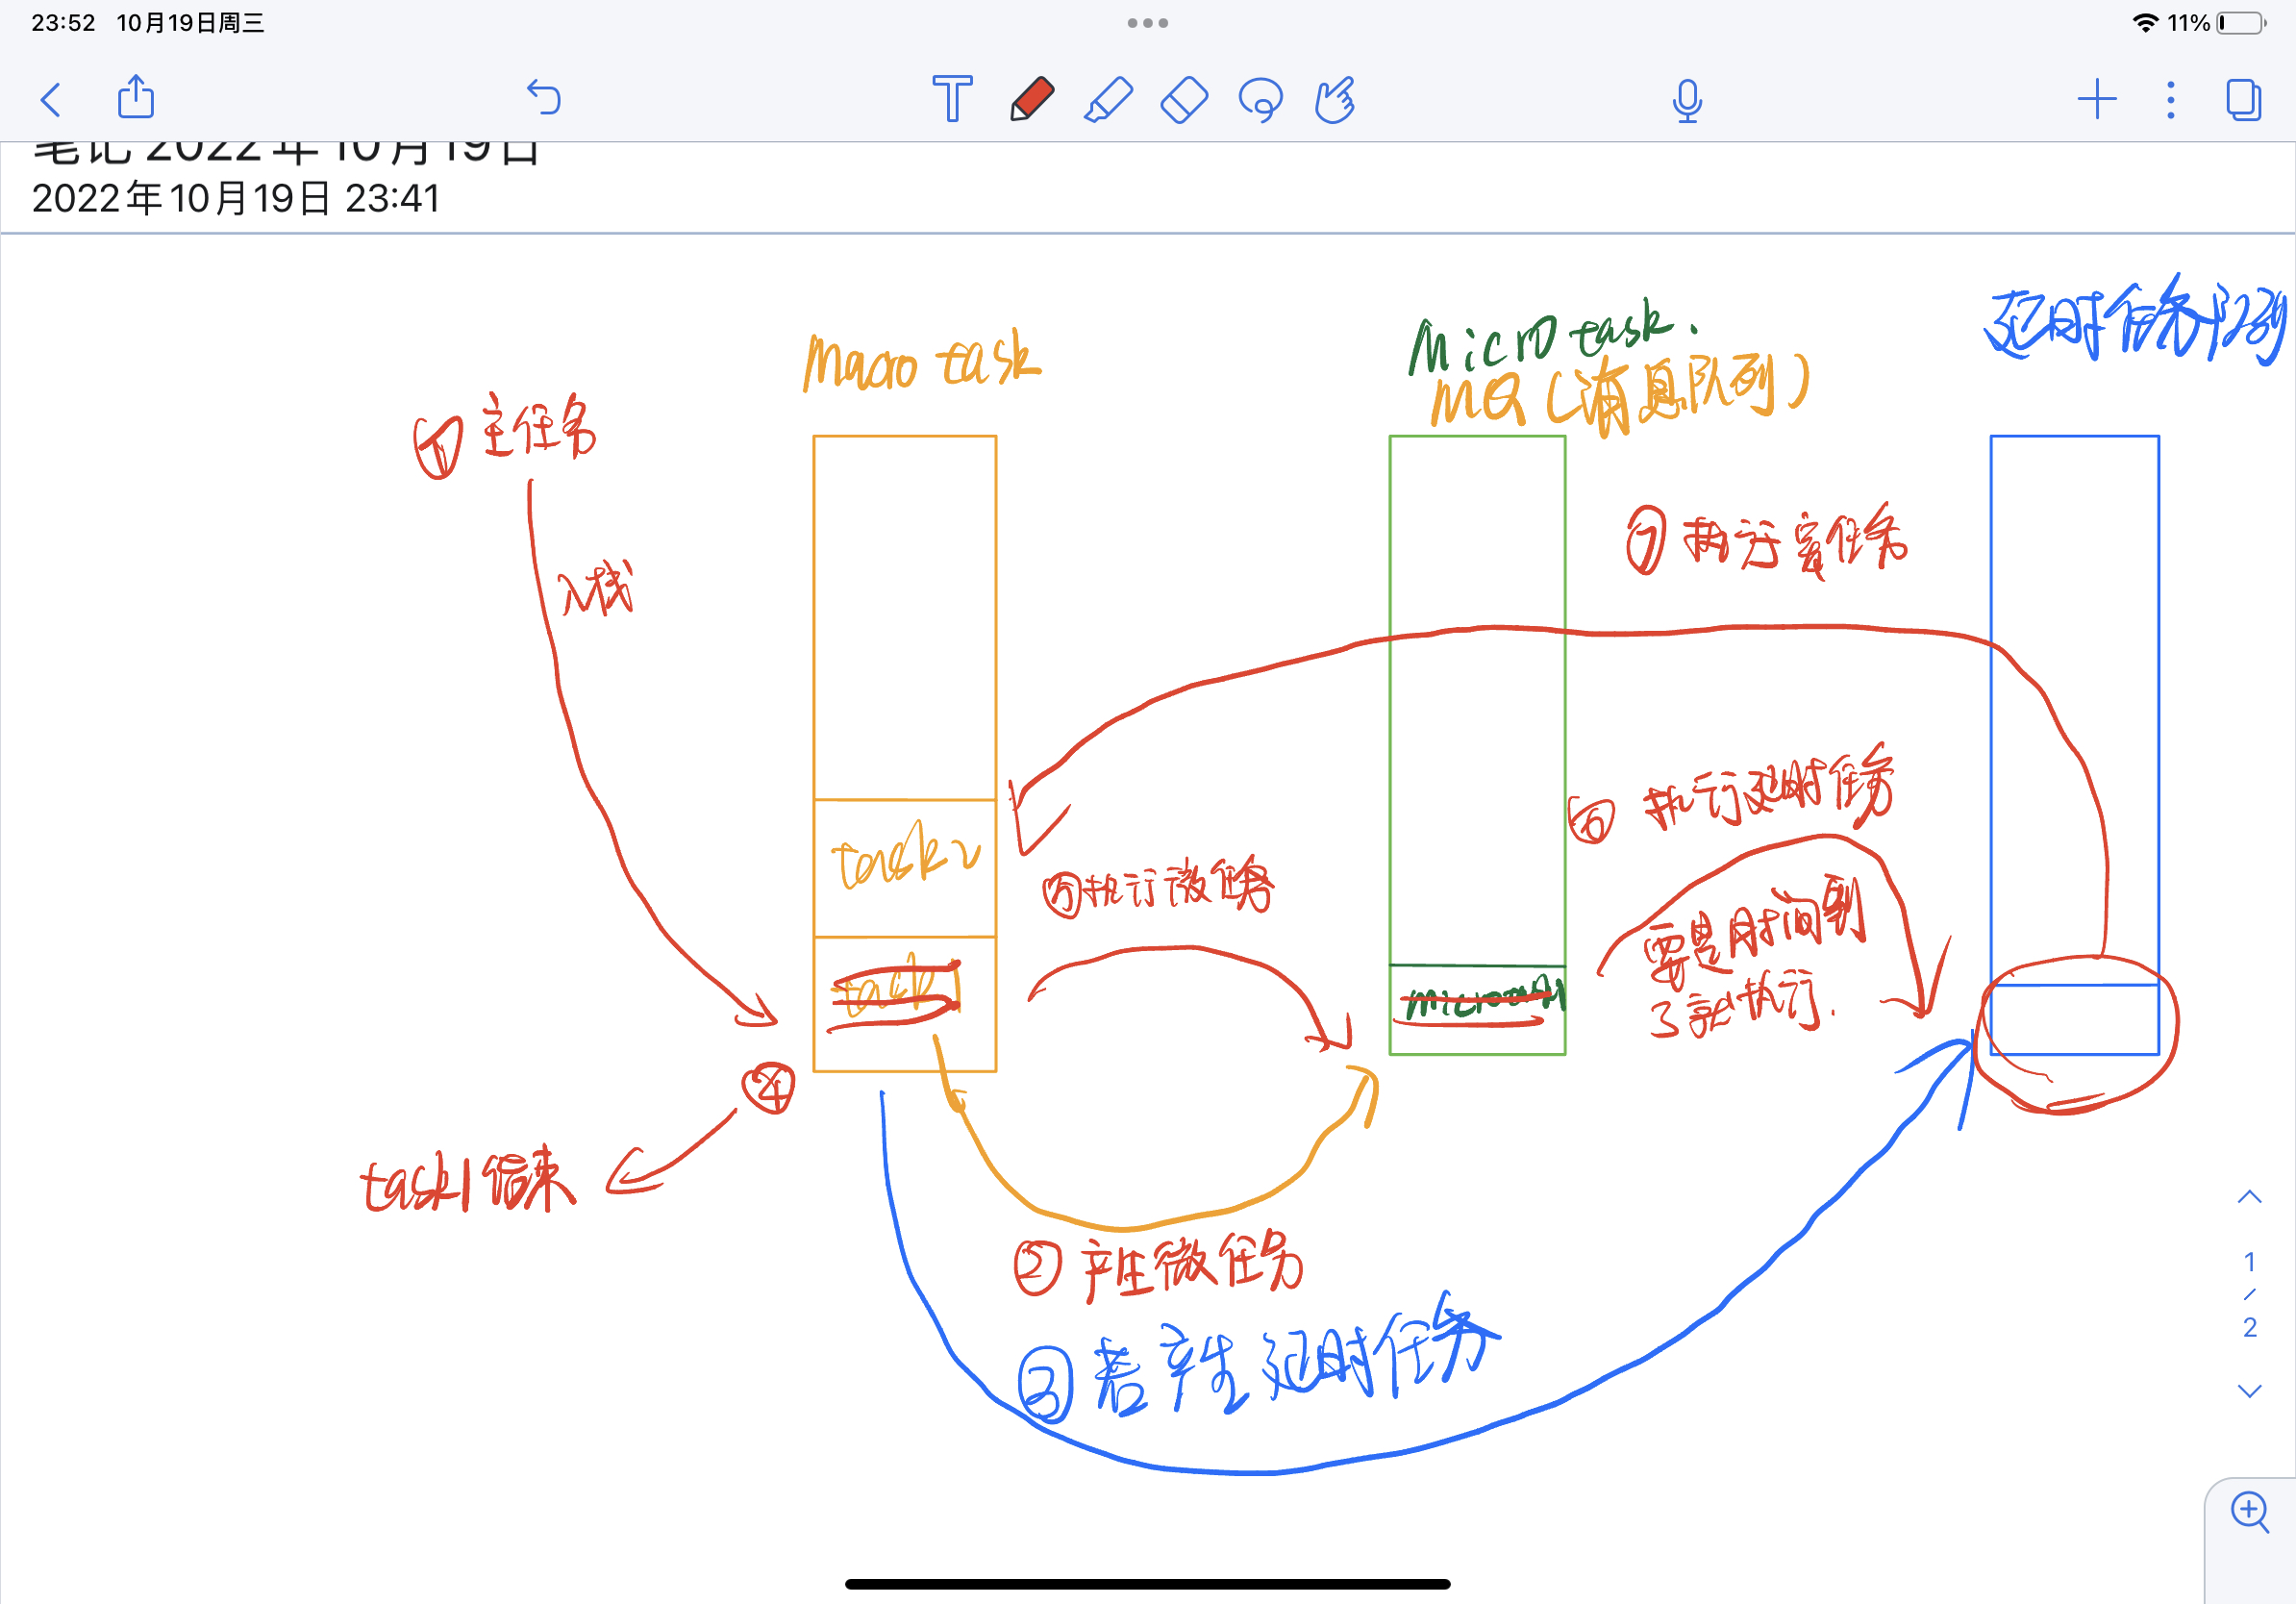 23:52 10月19日周三
11%
笔记 2022年10月19日
2022年10月19日 23:41
Macro task
Micro task.
MQ(消息队列)
延时任务队列
① 主任务
入栈
⑦ 再次宏任务
⑥ 执行延时任务
要是时间到
了就执行.
task2
⑤执行微任务
task1
④
task1结束
② 产生微任务
③ 若产生延时任务
1
/
2